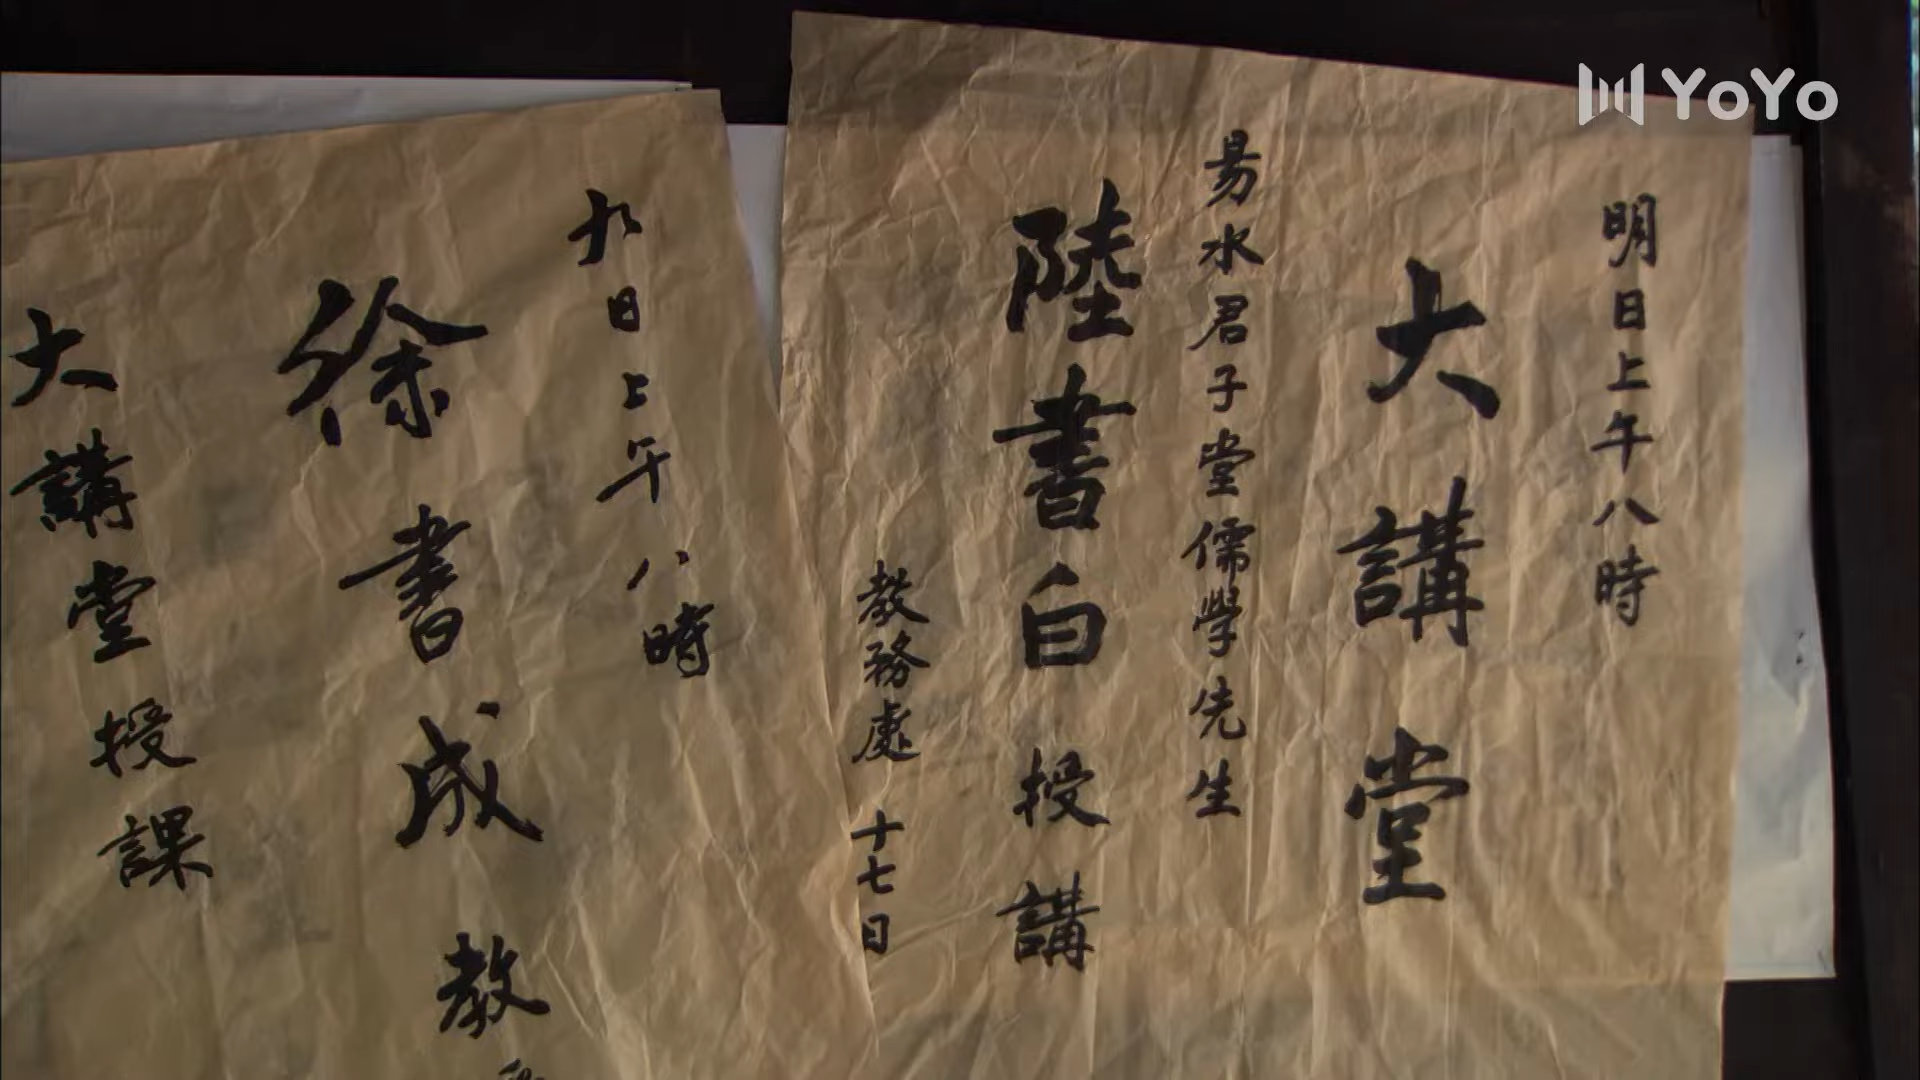 YoYo
明日上午八時
大講堂
易水君子堂儒學先生
陸書白授講
教務處 十七日
九日上午八時
徐書成教
大講堂授課